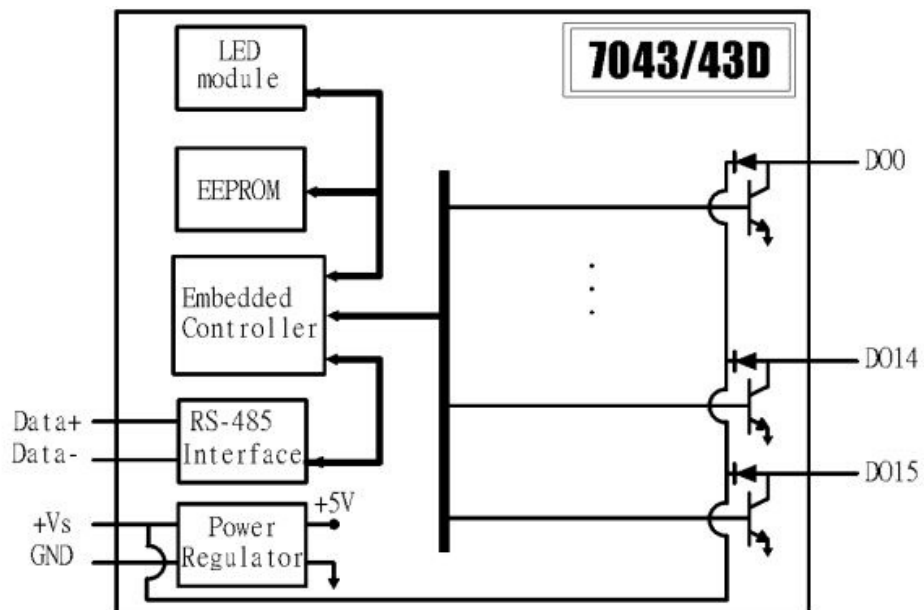 LED
module
7043/43D
EEPROM
Embedded
Controller
RS-485
Interface
Power
Regulator
Data+
Data-
+Vs
GND
+5V
DO0
DO14
DO15